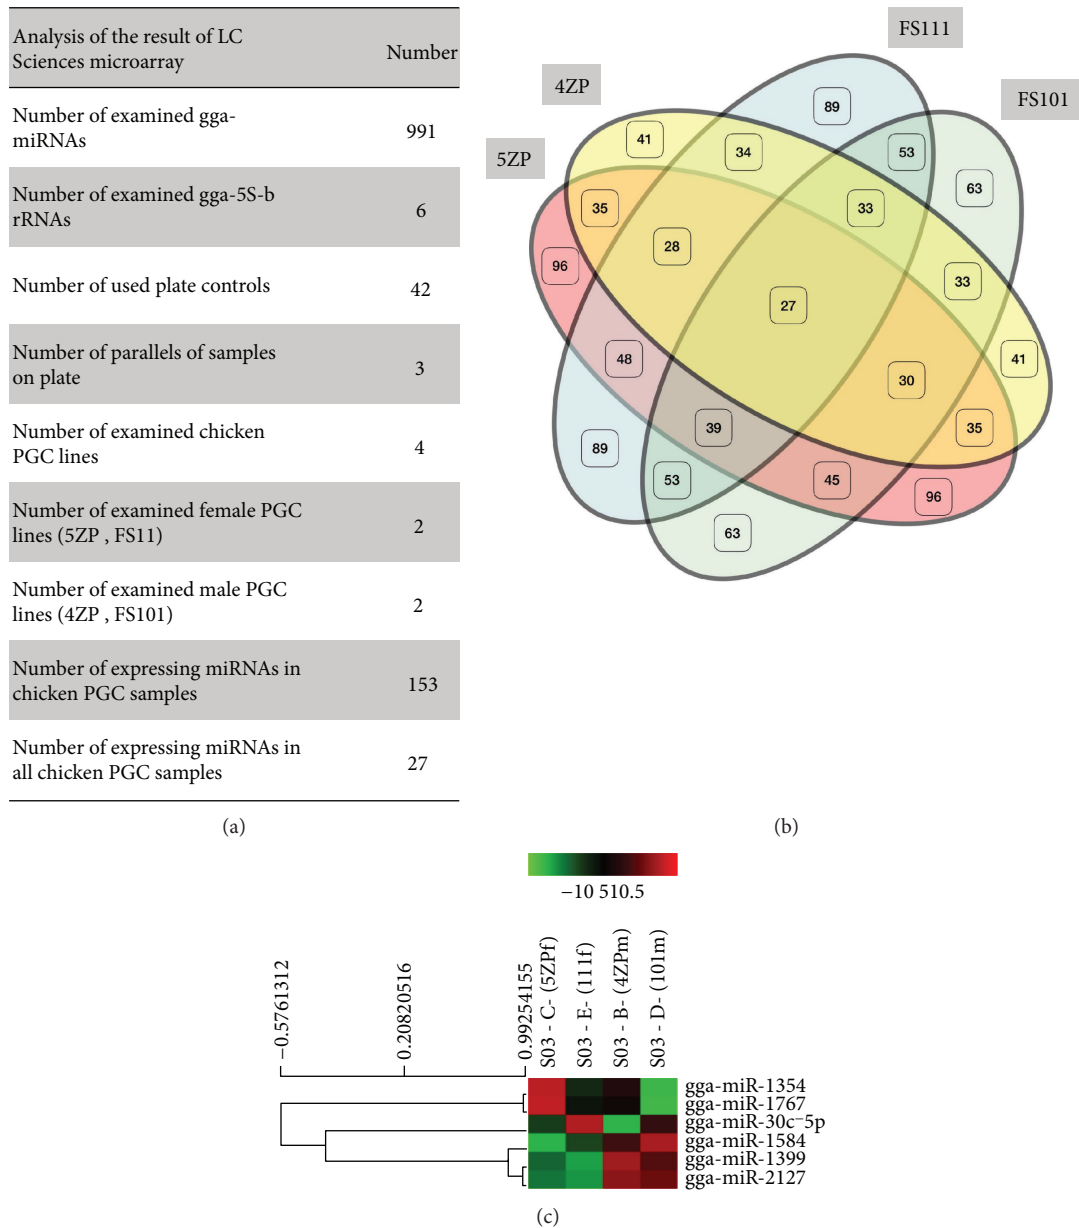 Analysis of the result of LC
Sciences microarray
Number
Number of examined gga-
miRNAs
991
Number of examined gga-5S-b
rRNAs
6
Number of used plate controls
42
Number of parallels of samples
on plate
3
Number of examined chicken
PGC lines
4
Number of examined female PGC
lines (5ZP , FS11)
2
Number of examined male PGC
lines (4ZP , FS101)
2
Number of expressing miRNAs in
chicken PGC samples
153
Number of expressing miRNAs in
all chicken PGC samples
27
(a)
FS111
4ZP
FS101
5ZP
89
41
34
53
63
35
33
28
96
33
27
48
41
30
39
35
89
45
53
96
63
(b)
−10 510.5
−0.5761312
0.20820516
0.99254155
S03 - C- (5ZPf)
S03 - E- (111f)
S03 - B- (4ZPm)
S03 - D- (101m)
gga-miR-1354
gga-miR-1767
gga-miR-30c⁻5p
gga-miR-1584
gga-miR-1399
gga-miR-2127
(c)